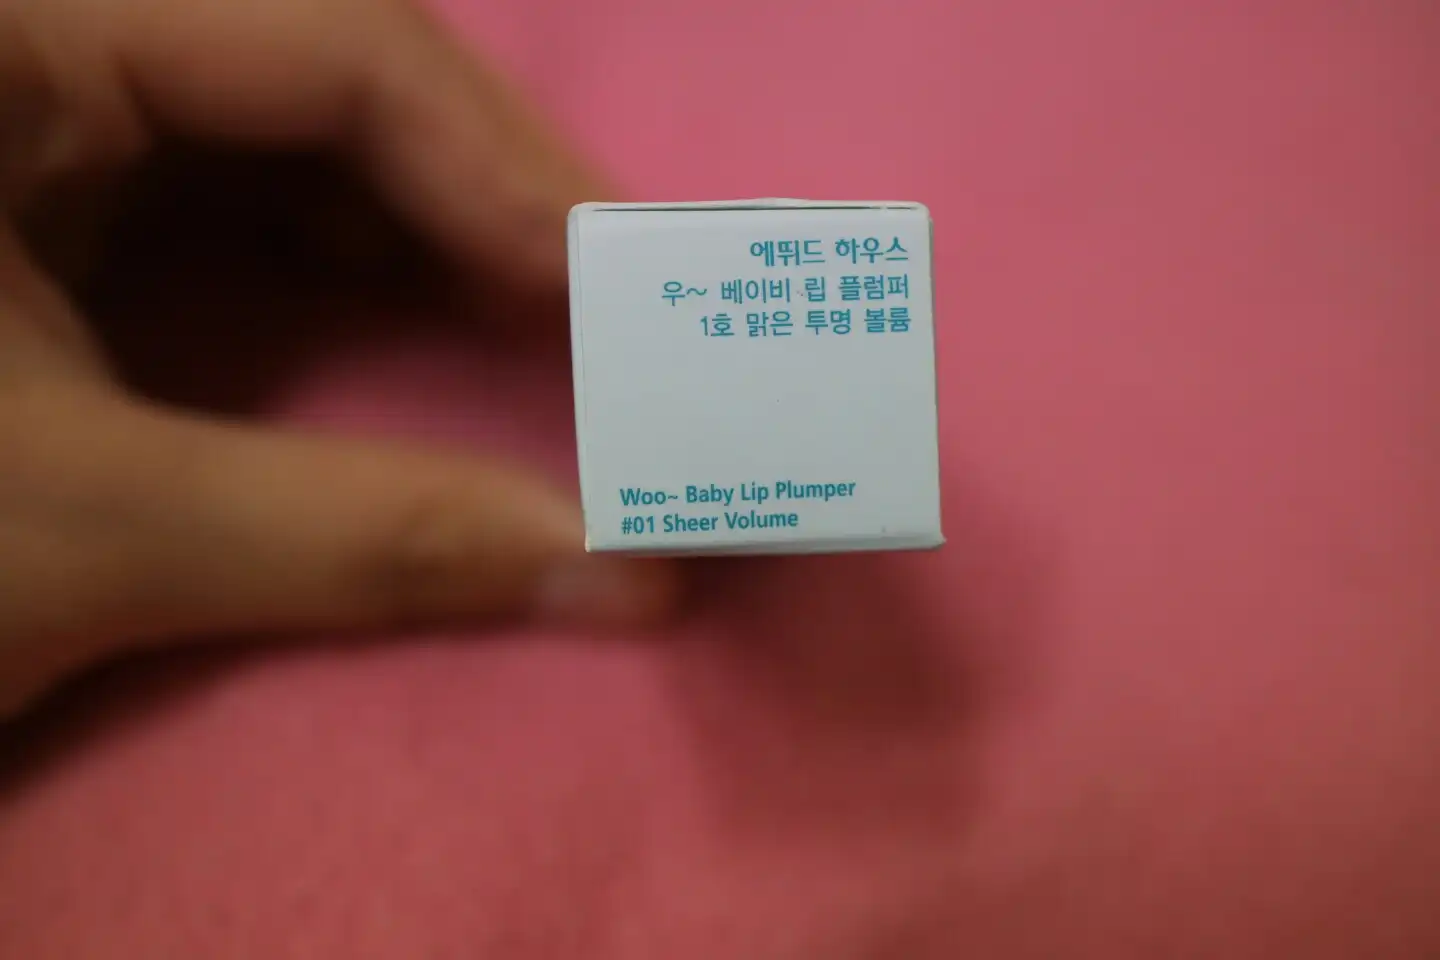 에뛰드 하우스
우~ 베이비 립 플럼퍼
1호 맑은 투명 볼륨
Woo~ Baby Lip Plumper
#01 Sheer Volume